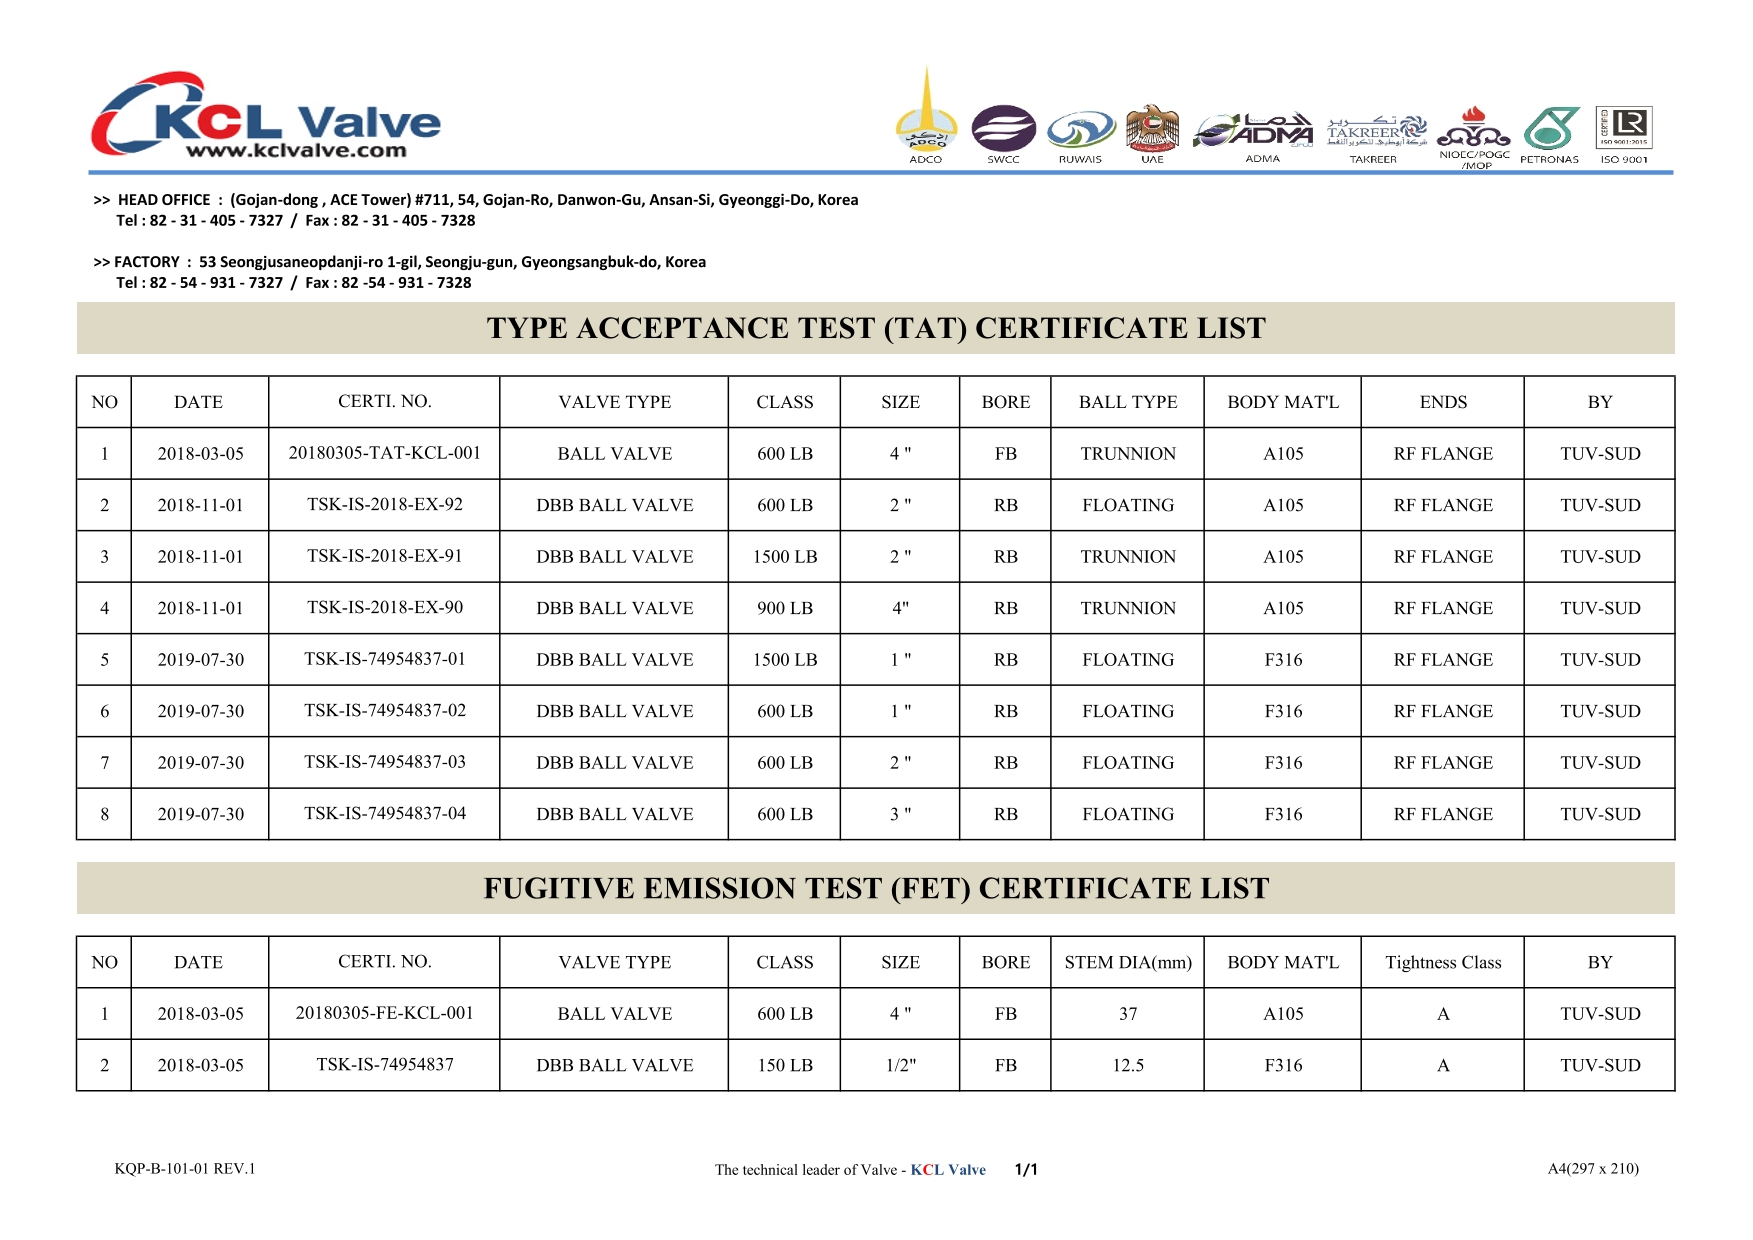 KCL Valve
www.kclvalve.com
ADCO
ADCO SWCC RUWAIS UAE ADMA TAKREER NIOEC/POGC /MOP PETRONAS ISO 9001
ADMA
TAKREER
CERTIFIED
LR
ISO 9001:2015
>> HEAD OFFICE : (Gojan-dong , ACE Tower) #711, 54, Gojan-Ro, Danwon-Gu, Ansan-Si, Gyeonggi-Do, Korea
Tel : 82 - 31 - 405 - 7327 / Fax : 82 - 31 - 405 - 7328
>> FACTORY : 53 Seongjusaneopdanji-ro 1-gil, Seongju-gun, Gyeongsangbuk-do, Korea
Tel : 82 - 54 - 931 - 7327 / Fax : 82 -54 - 931 - 7328
TYPE ACCEPTANCE TEST (TAT) CERTIFICATE LIST
NO DATE CERTI. NO. VALVE TYPE CLASS SIZE BORE BALL TYPE BODY MAT'L ENDS BY
1 2018-03-05 20180305-TAT-KCL-001 BALL VALVE 600 LB 4 " FB TRUNNION A105 RF FLANGE TUV-SUD
2 2018-11-01 TSK-IS-2018-EX-92 DBB BALL VALVE 600 LB 2 " RB FLOATING A105 RF FLANGE TUV-SUD
3 2018-11-01 TSK-IS-2018-EX-91 DBB BALL VALVE 1500 LB 2 " RB TRUNNION A105 RF FLANGE TUV-SUD
4 2018-11-01 TSK-IS-2018-EX-90 DBB BALL VALVE 900 LB 4" RB TRUNNION A105 RF FLANGE TUV-SUD
5 2019-07-30 TSK-IS-74954837-01 DBB BALL VALVE 1500 LB 1 " RB FLOATING F316 RF FLANGE TUV-SUD
6 2019-07-30 TSK-IS-74954837-02 DBB BALL VALVE 600 LB 1 " RB FLOATING F316 RF FLANGE TUV-SUD
7 2019-07-30 TSK-IS-74954837-03 DBB BALL VALVE 600 LB 2 " RB FLOATING F316 RF FLANGE TUV-SUD
8 2019-07-30 TSK-IS-74954837-04 DBB BALL VALVE 600 LB 3 " RB FLOATING F316 RF FLANGE TUV-SUD
FUGITIVE EMISSION TEST (FET) CERTIFICATE LIST
NO DATE CERTI. NO. VALVE TYPE CLASS SIZE BORE STEM DIA(mm) BODY MAT'L Tightness Class BY
1 2018-03-05 20180305-FE-KCL-001 BALL VALVE 600 LB 4 " FB 37 A105 A TUV-SUD
2 2018-03-05 TSK-IS-74954837 DBB BALL VALVE 150 LB 1/2" FB 12.5 F316 A TUV-SUD
KQP-B-101-01 REV.1 The technical leader of Valve - KCL Valve 1/1 A4(297 x 210)